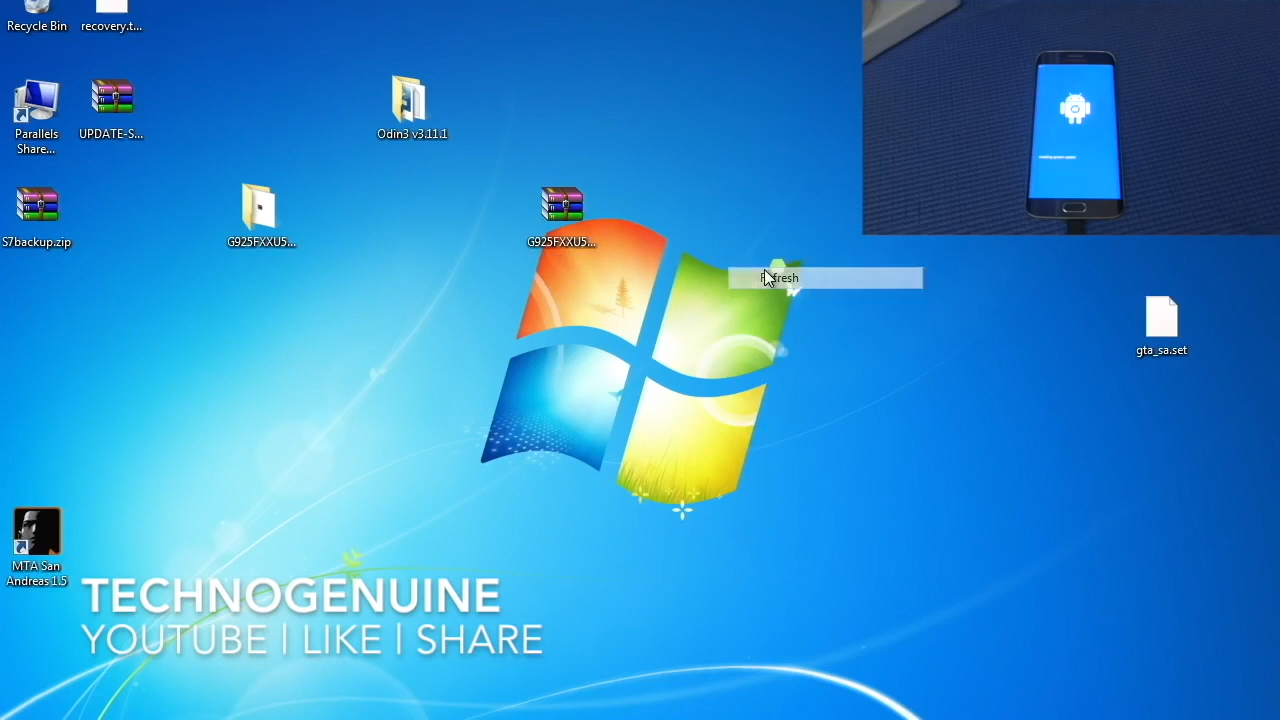 Recycle Bin
recovery.t...
Parallels
Share...
UPDATE-S...
Odin3 v3.11.1
S7backup.zip
G925FXXU5...
G925FXXU5...
Refresh
gta_sa.set
MTA San
Andreas 1.5
TECHNOGENUINE
YOUTUBE | LIKE | SHARE